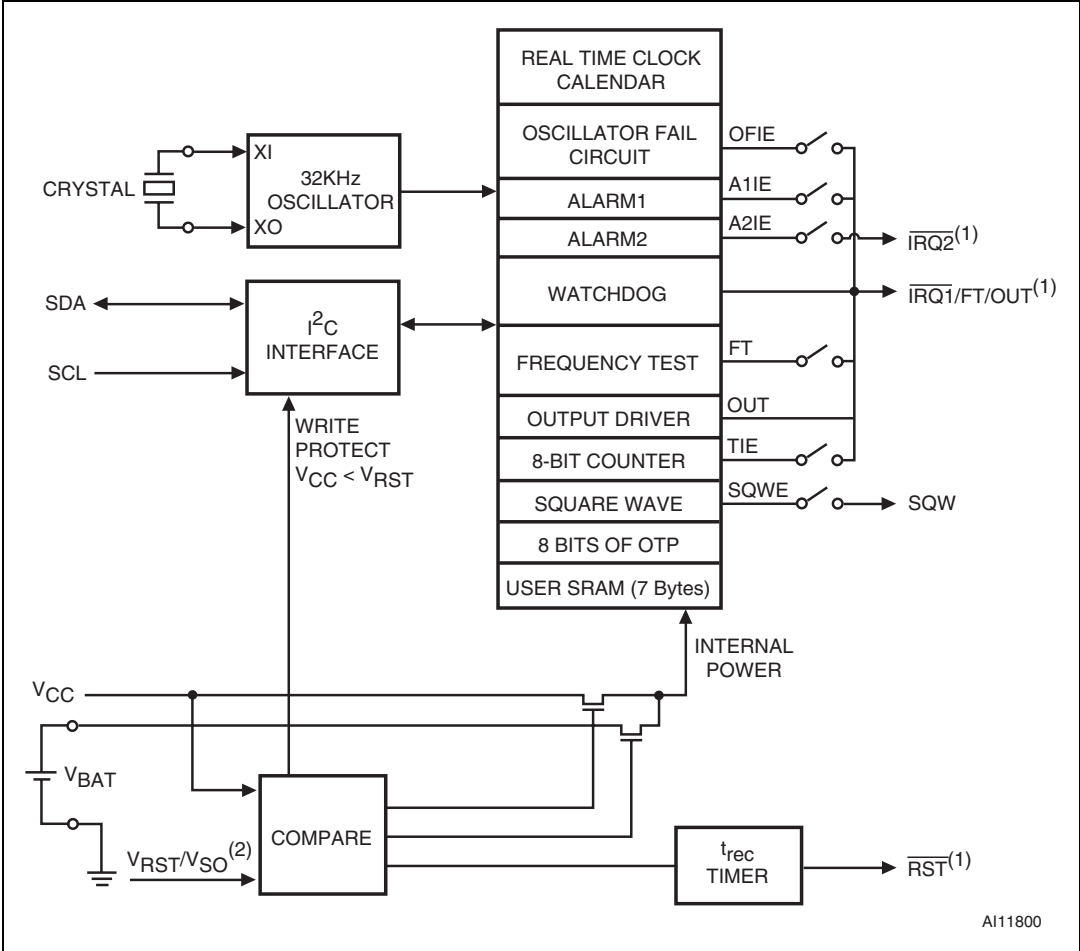 REAL TIME CLOCK
CALENDAR
OSCILLATOR FAIL
CIRCUIT
OFIE
XI
CRYSTAL
32KHz
OSCILLATOR
XO
ALARM1
A1IE
ALARM2
A2IE
IRQ2(1)
SDA
I2C
INTERFACE
SCL
WATCHDOG
IRQ1/FT/OUT(1)
FREQUENCY TEST
FT
OUTPUT DRIVER
OUT
WRITE
PROTECT
VCC < VRST
8-BIT COUNTER
TIE
SQUARE WAVE
SQWE
SQW
8 BITS OF OTP
USER SRAM (7 Bytes)
INTERNAL
POWER
VCC
VBAT
COMPARE
VRST/VSO(2)
trec
TIMER
RST(1)
AI11800